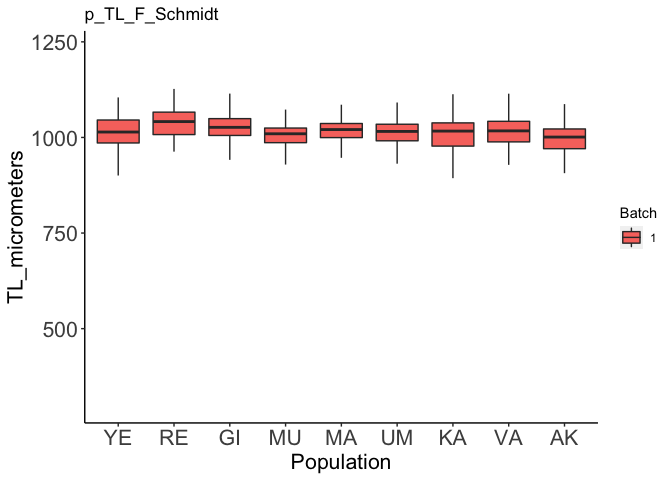 p_TL_F_Schmidt
1250
1000
750
500
TL_micrometers
YE RE GI MU MA UM KA VA AK
Population
Batch
1